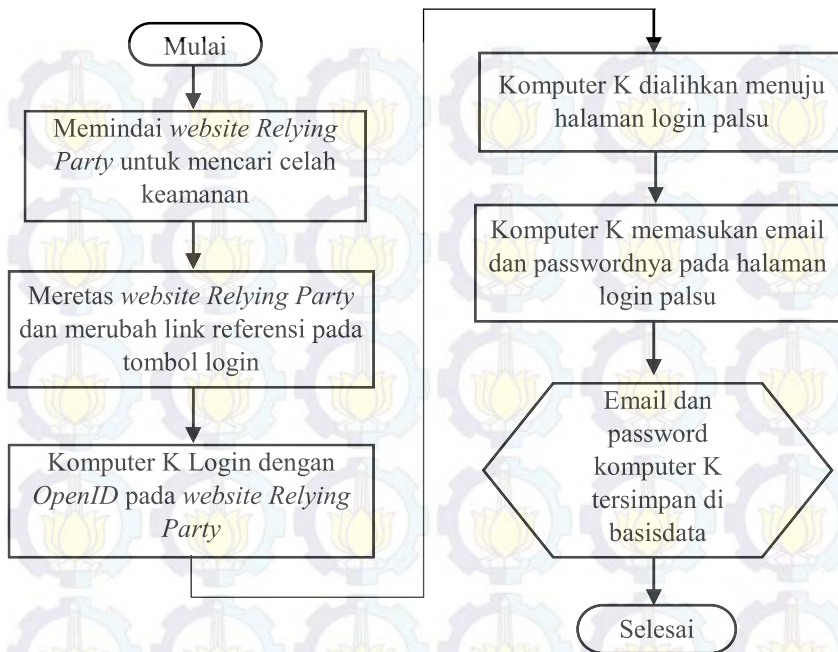 Mulai
Memindai website Relying
Party untuk mencari celah
keamanan
Meretas website Relying Party
dan merubah link referensi pada
tombol login
Komputer K Login dengan
OpenID pada website Relying
Party
Komputer K dialihkan menuju
halaman login palsu
Komputer K memasukan email
dan passwordnya pada halaman
login palsu
Email dan
password
komputer K
tersimpan di
basisdata
Selesai